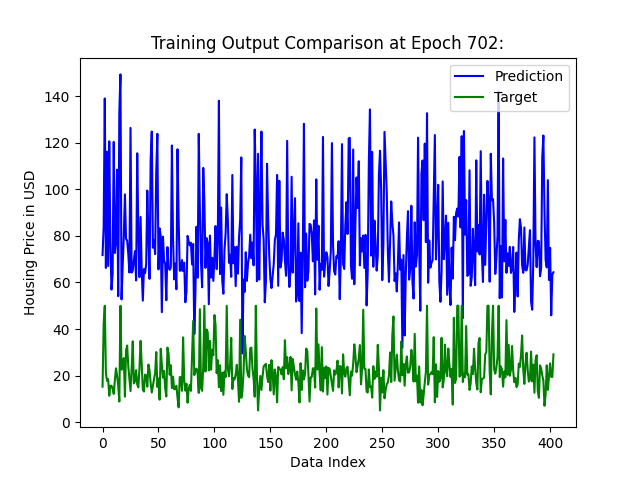 Training Output Comparison at Epoch 702:
Prediction
Target
Housing Price in USD
140
120
100
80
60
40
20
0
0 50 100 150 200 250 300 350 400
Data Index